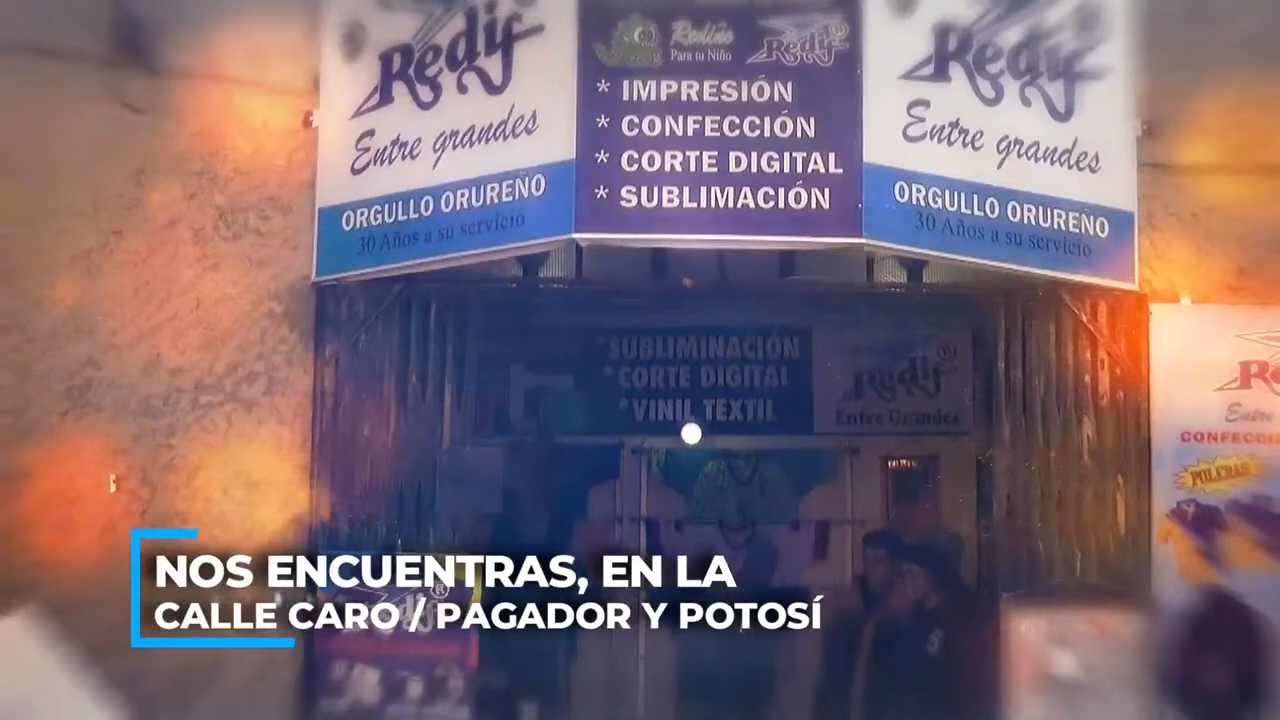 Redif
Entre grandes
ORGULLO ORUREÑO
30 Años a su servicio
Rediño
Para tu Niño
Redif
* IMPRESIÓN
* CONFECCIÓN
* CORTE DIGITAL
* SUBLIMACIÓN
Redif
Entre grandes
ORGULLO ORUREÑO
30 Años a su servicio
*SUBLIMINACIÓN
*CORTE DIGITAL
*VINIL TEXTIL
Redif
Entre Grandes
Entre
POLERAS
NOS ENCUENTRAS, EN LA
CALLE CARO / PAGADOR Y POTOSÍ